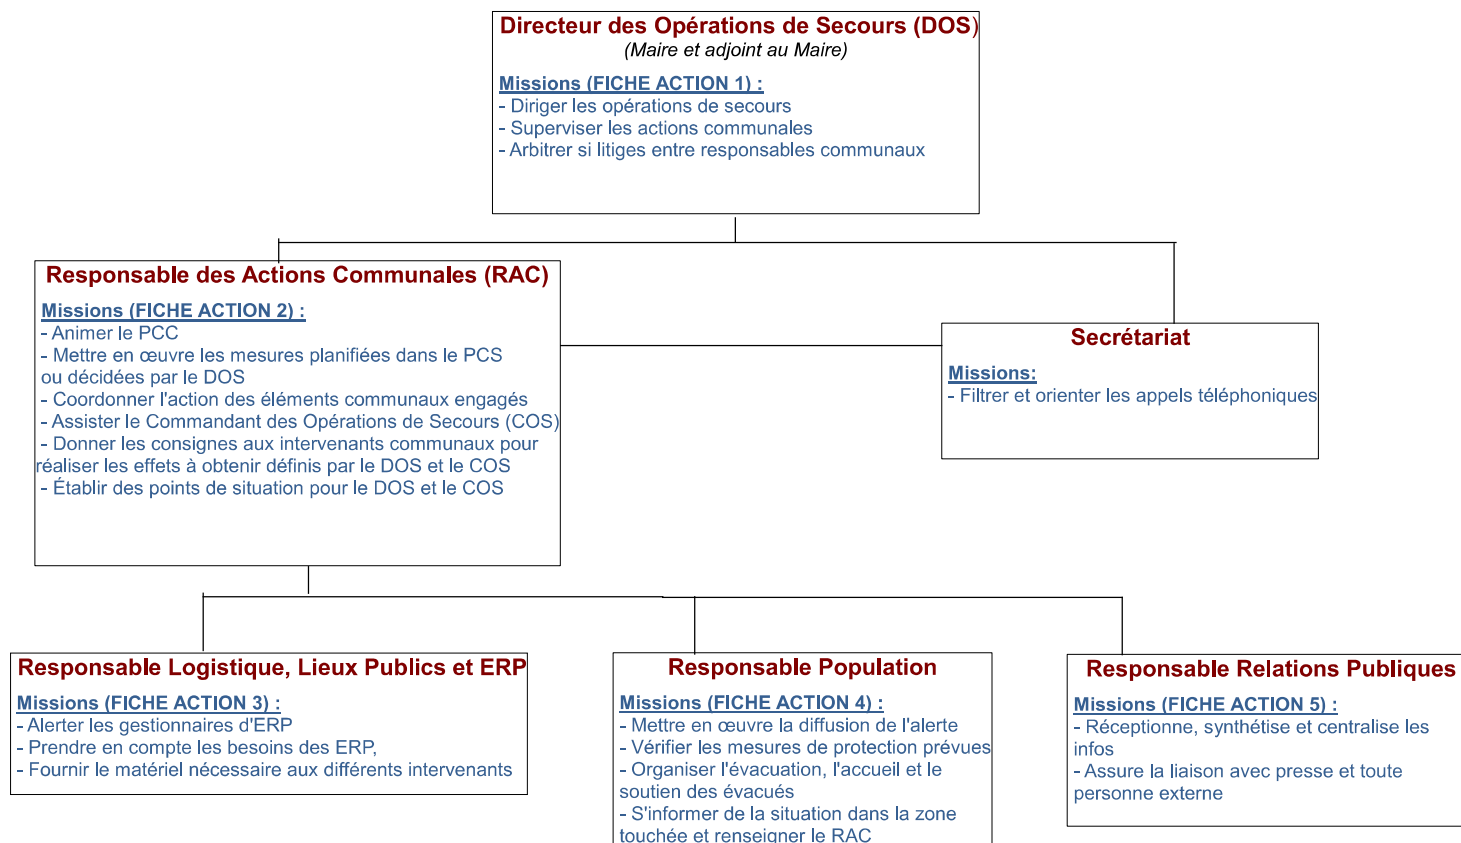 Directeur des Opérations de Secours (DOS)
(Maire et adjoint au Maire)
Missions (FICHE ACTION 1) :
- Diriger les opérations de secours
- Superviser les actions communales
- Arbitrer si litiges entre responsables communaux
Responsable des Actions Communales (RAC)
Missions (FICHE ACTION 2) :
- Animer le PCC
- Mettre en œuvre les mesures planifiées dans le PCS
ou décidées par le DOS
- Coordonner l'action des éléments communaux engagés
- Assister le Commandant des Opérations de Secours (COS)
- Donner les consignes aux intervenants communaux pour
réaliser les effets à obtenir définis par le DOS et le COS
- Établir des points de situation pour le DOS et le COS
Secrétariat
Missions:
- Filtrer et orienter les appels téléphoniques
Responsable Logistique, Lieux Publics et ERP
Missions (FICHE ACTION 3) :
- Alerter les gestionnaires d'ERP
- Prendre en compte les besoins des ERP,
- Fournir le matériel nécessaire aux différents intervenants
Responsable Population
Missions (FICHE ACTION 4) :
- Mettre en œuvre la diffusion de l'alerte
- Vérifier les mesures de protection prévues
- Organiser l'évacuation, l'accueil et le
soutien des évacués
- S'informer de la situation dans la zone
touchée et renseigner le RAC
Responsable Relations Publiques
Missions (FICHE ACTION 5) :
- Réceptionne, synthétise et centralise les
infos
- Assure la liaison avec presse et toute
personne externe